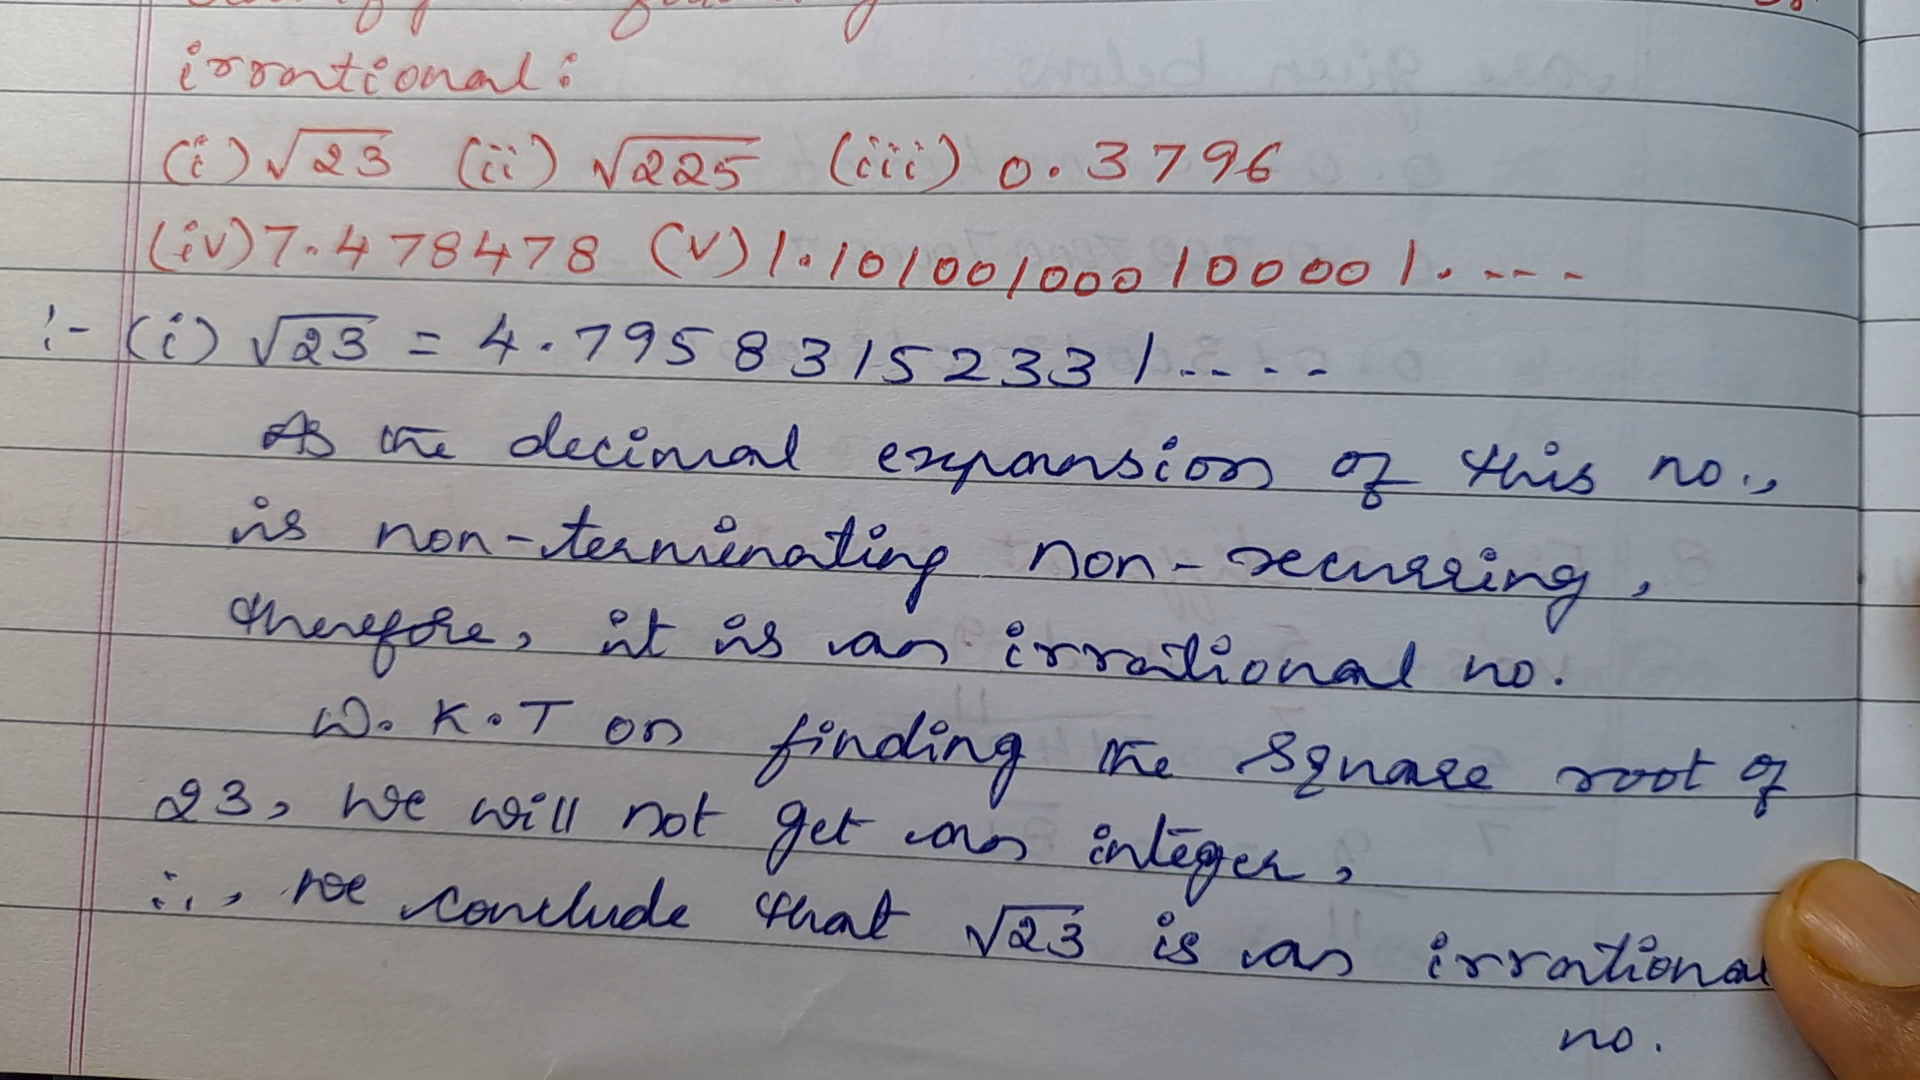 irrational:
(i) √23 (ii) √225 (iii) 0.3796
(iv) 7.478478 (v) 1.101001000100001....
:- (i) √23 = 4.79583152331....
As the decimal expansion of this no.,
is non-terminating non-recurring,
therefore, it is an irrational no.
W.K.T on finding the square root of
23, we will not get an integer,
∴, we conclude that √23 is an irrational
no.